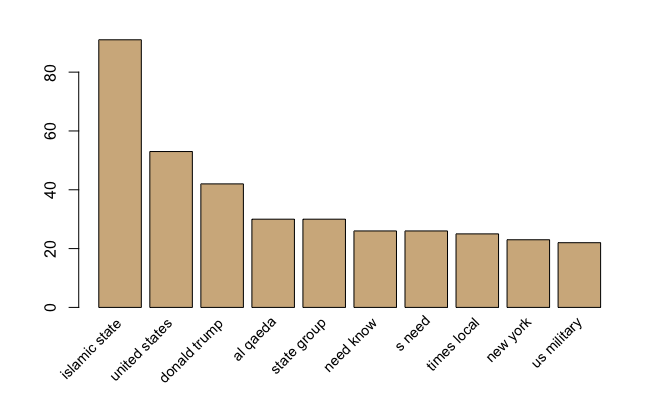 80
60
40
20
0
islamic state
united states
donald trump
al qaeda
state group
need know
s need
times local
new york
us military